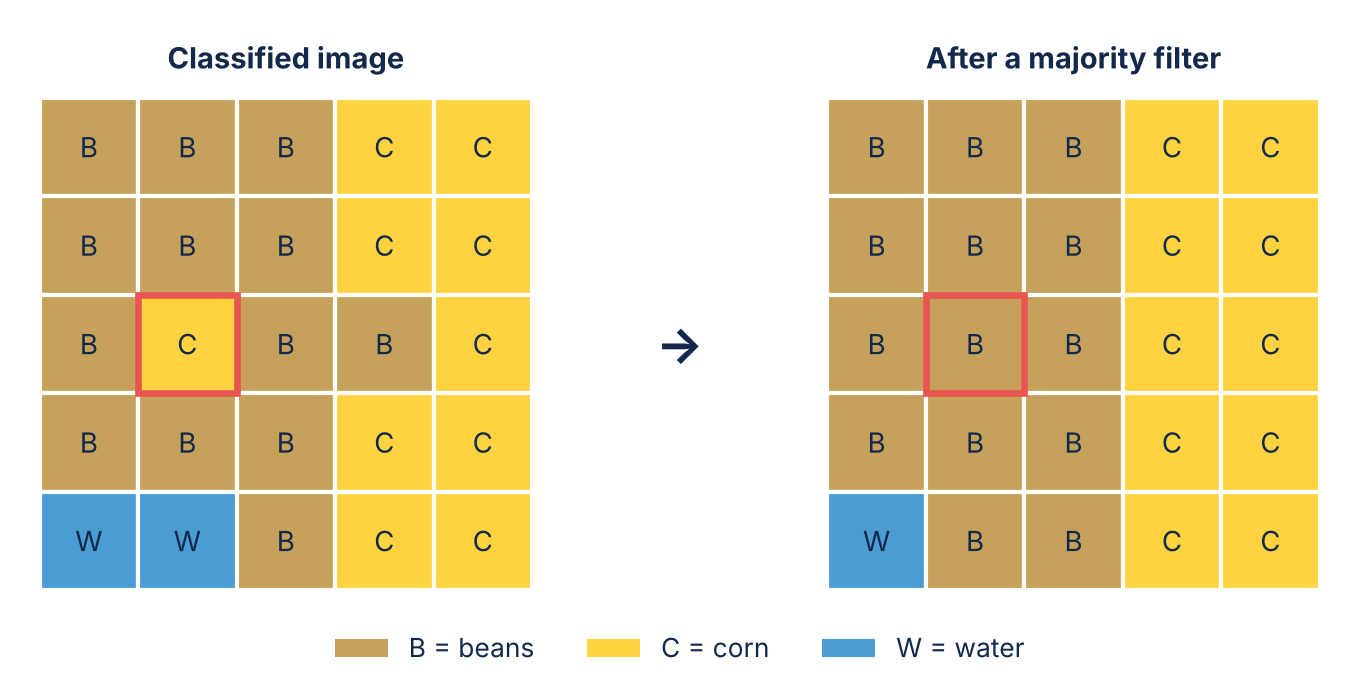 Classified image After a majority filter
B B B C C B B B C C
B B B C C B B B C C
B C B B C B B B C C
B B B C C B B B C C
W W B C C W B B C C
→
B = beans C = corn W = water